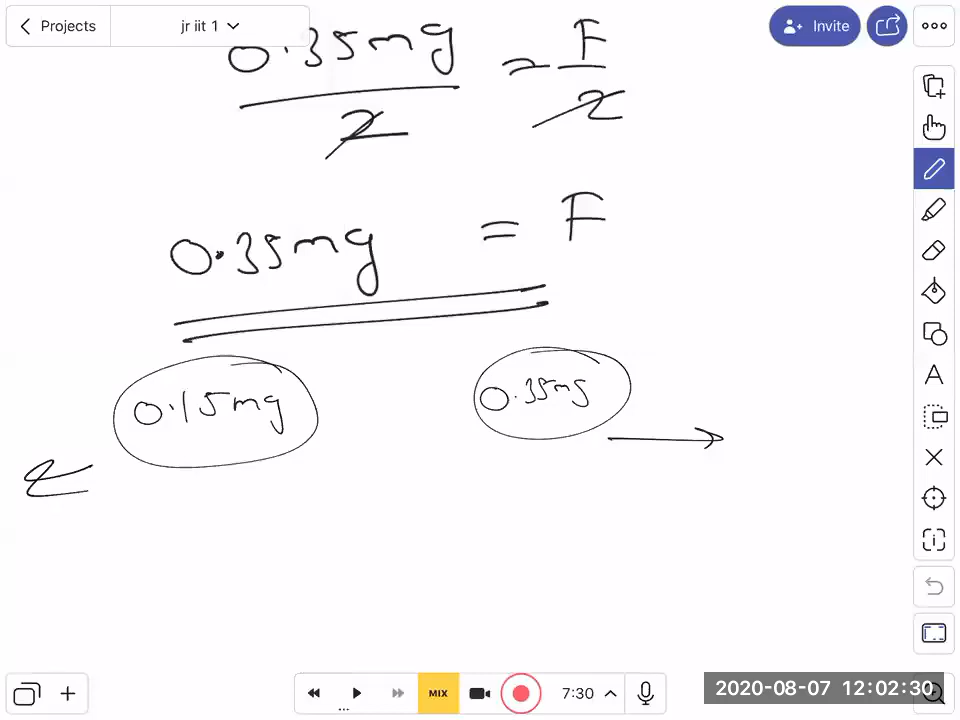 Projects
jr iit 1
Invite
0.35mg = F
2 2
0.35mg = F
0.15mg 0.35mg
A
MIX
7:30
2020-08-07 12:02:30